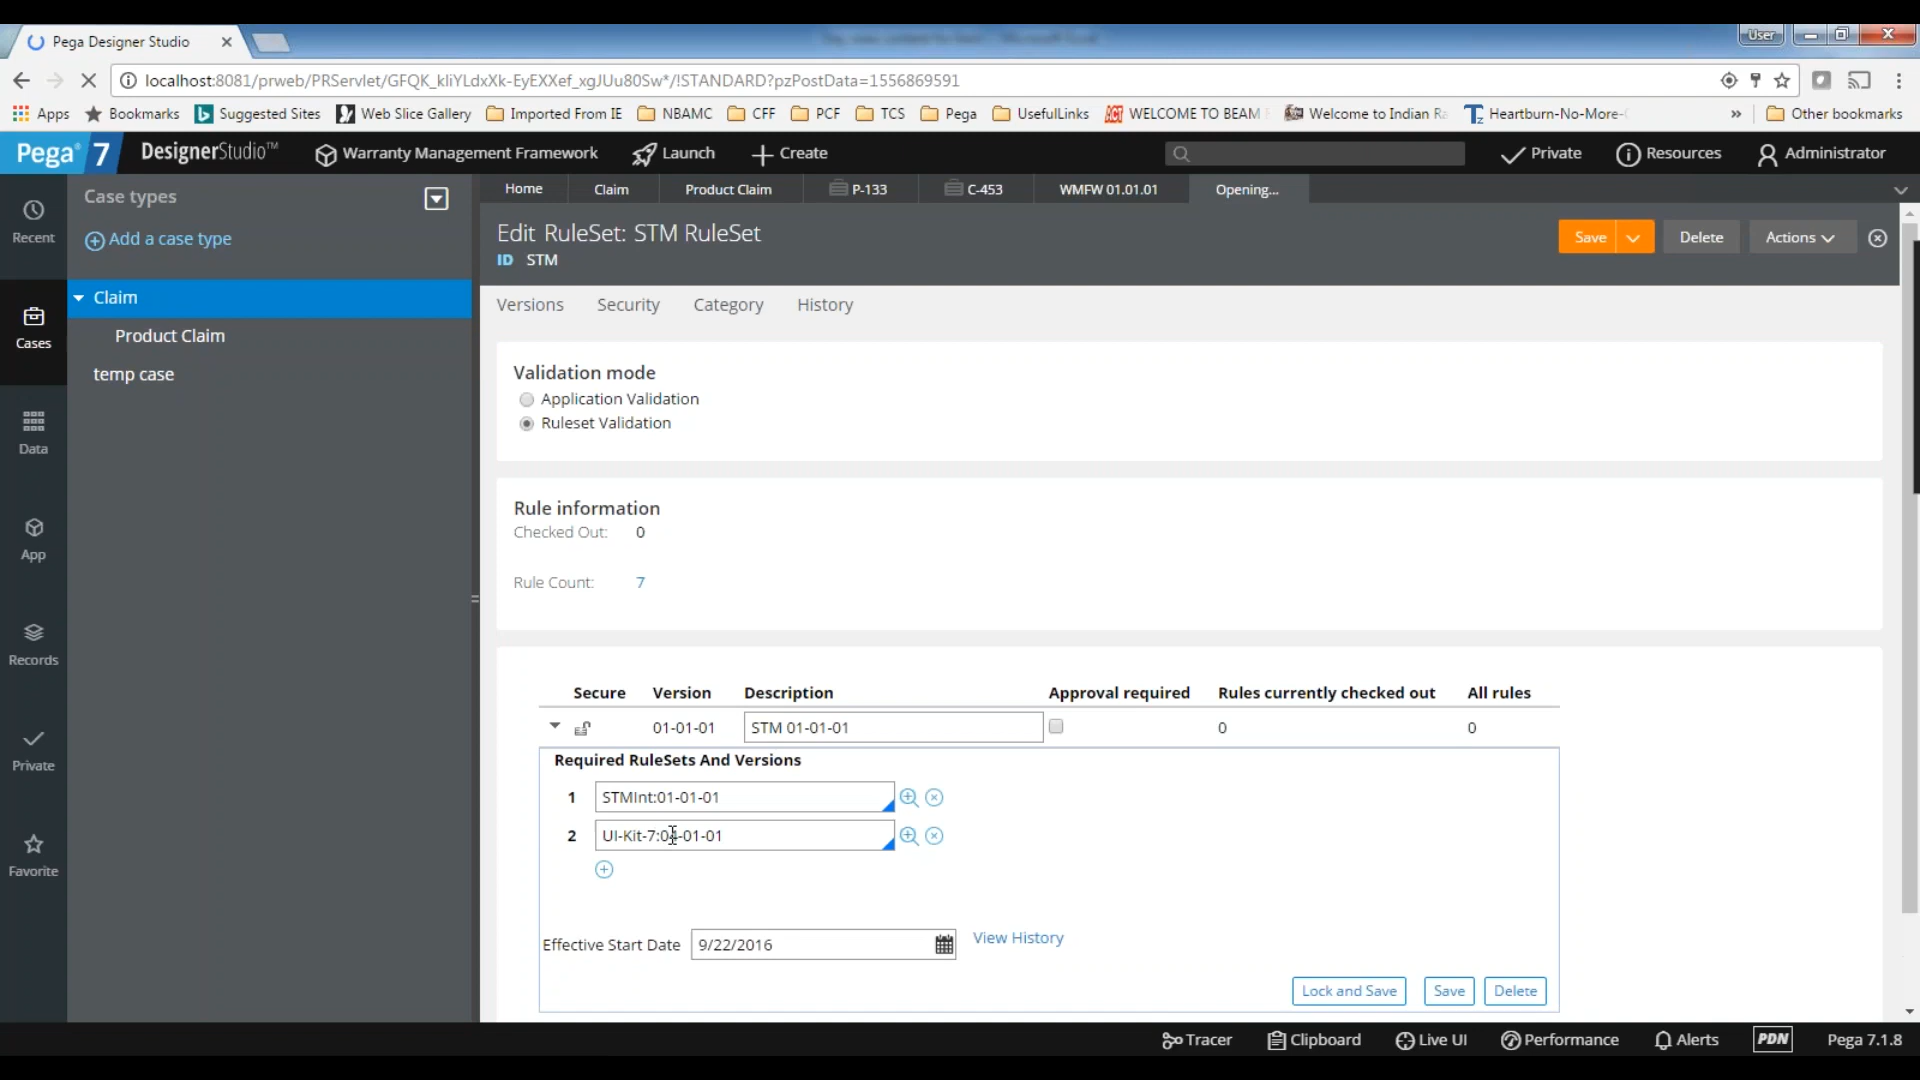 Pega Designer Studio
User
localhost:8081/prweb/PRServlet/GFQK_kliYLdxXk-EyEXXef_xgJUu80Sw*/!STANDARD?pzPostData=1556869591
Apps Bookmarks Suggested Sites Web Slice Gallery Imported From IE NBAMC CFF PCF TCS Pega UsefulLinks WELCOME TO BEAM Welcome to Indian Ra Heartburn-No-More- » Other bookmarks
Pega 7 DesignerStudio™ Warranty Management Framework Launch Create Private Resources Administrator
Home Claim Product Claim P-133 C-453 WMFW 01.01.01 Opening...
Recent
Cases
Data
App
Records
Private
Favorite
Case types
Add a case type
Claim
Product Claim
temp case
Edit RuleSet: STM RuleSet
ID STM
Save Delete Actions
Versions Security Category History
Validation mode
Application Validation
Ruleset Validation
Rule information
Checked Out: 0
Rule Count: 7
Secure Version Description Approval required Rules currently checked out All rules
01-01-01 STM 01-01-01 0 0
Required RuleSets And Versions
1 STMInt:01-01-01
2
Effective Start Date 9/22/2016 View History
Lock and Save Save Delete
Tracer Clipboard Live UI Performance Alerts PDN Pega 7.1.8